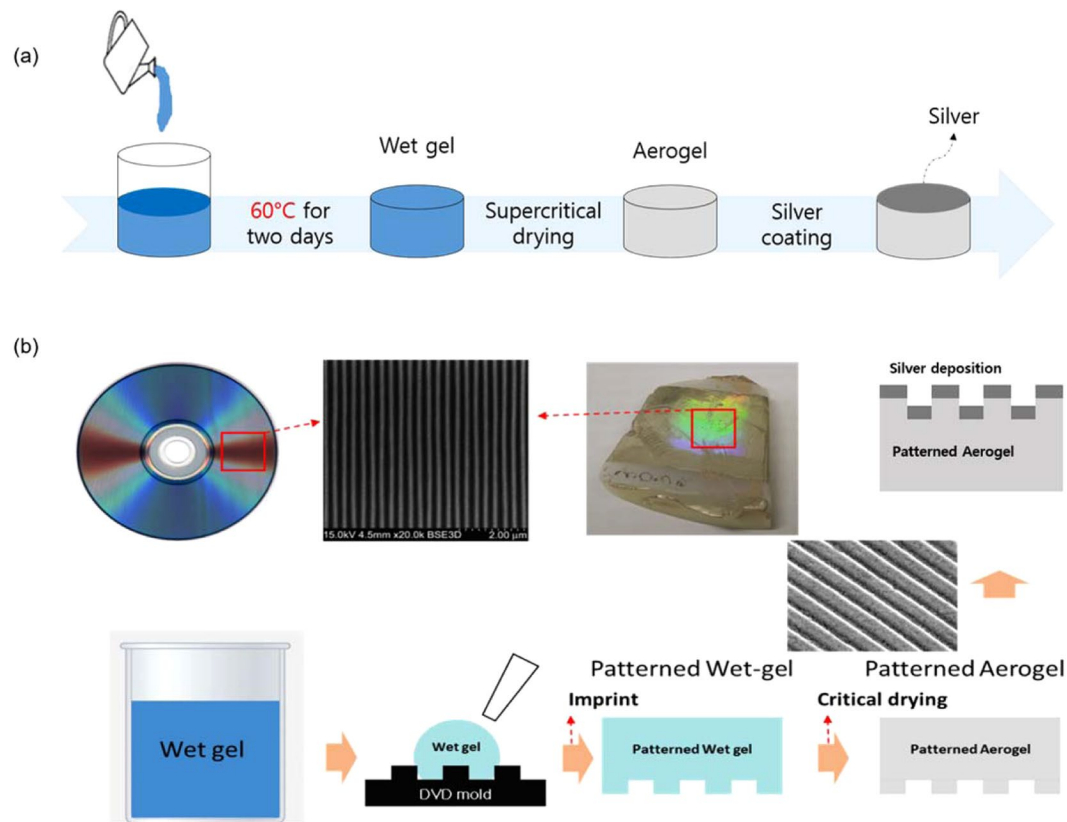 (a)
Silver
Wet gel
Aerogel
60°C for
two days
Supercritical
drying
Silver
coating
(b)
Silver deposition
Patterned Aerogel
15.0kV 4.5mm x20.0k BSE3D 2.00 µm
Patterned Wet-gel
Patterned Aerogel
Imprint
Critical drying
Wet gel
Wet gel
DVD mold
Patterned Wet gel
Patterned Aerogel